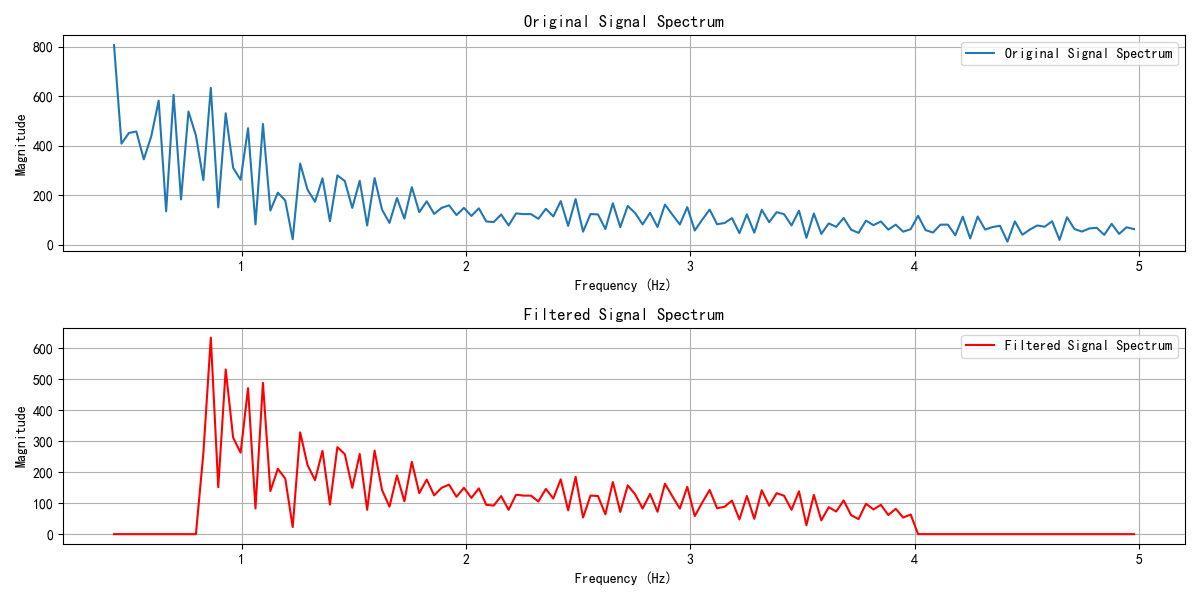 Original Signal Spectrum
Original Signal Spectrum
Magnitude
800
600
400
200
0
1 2 3 4 5
Frequency (Hz)
Filtered Signal Spectrum
Filtered Signal Spectrum
Magnitude
600
500
400
300
200
100
0
1 2 3 4 5
Frequency (Hz)